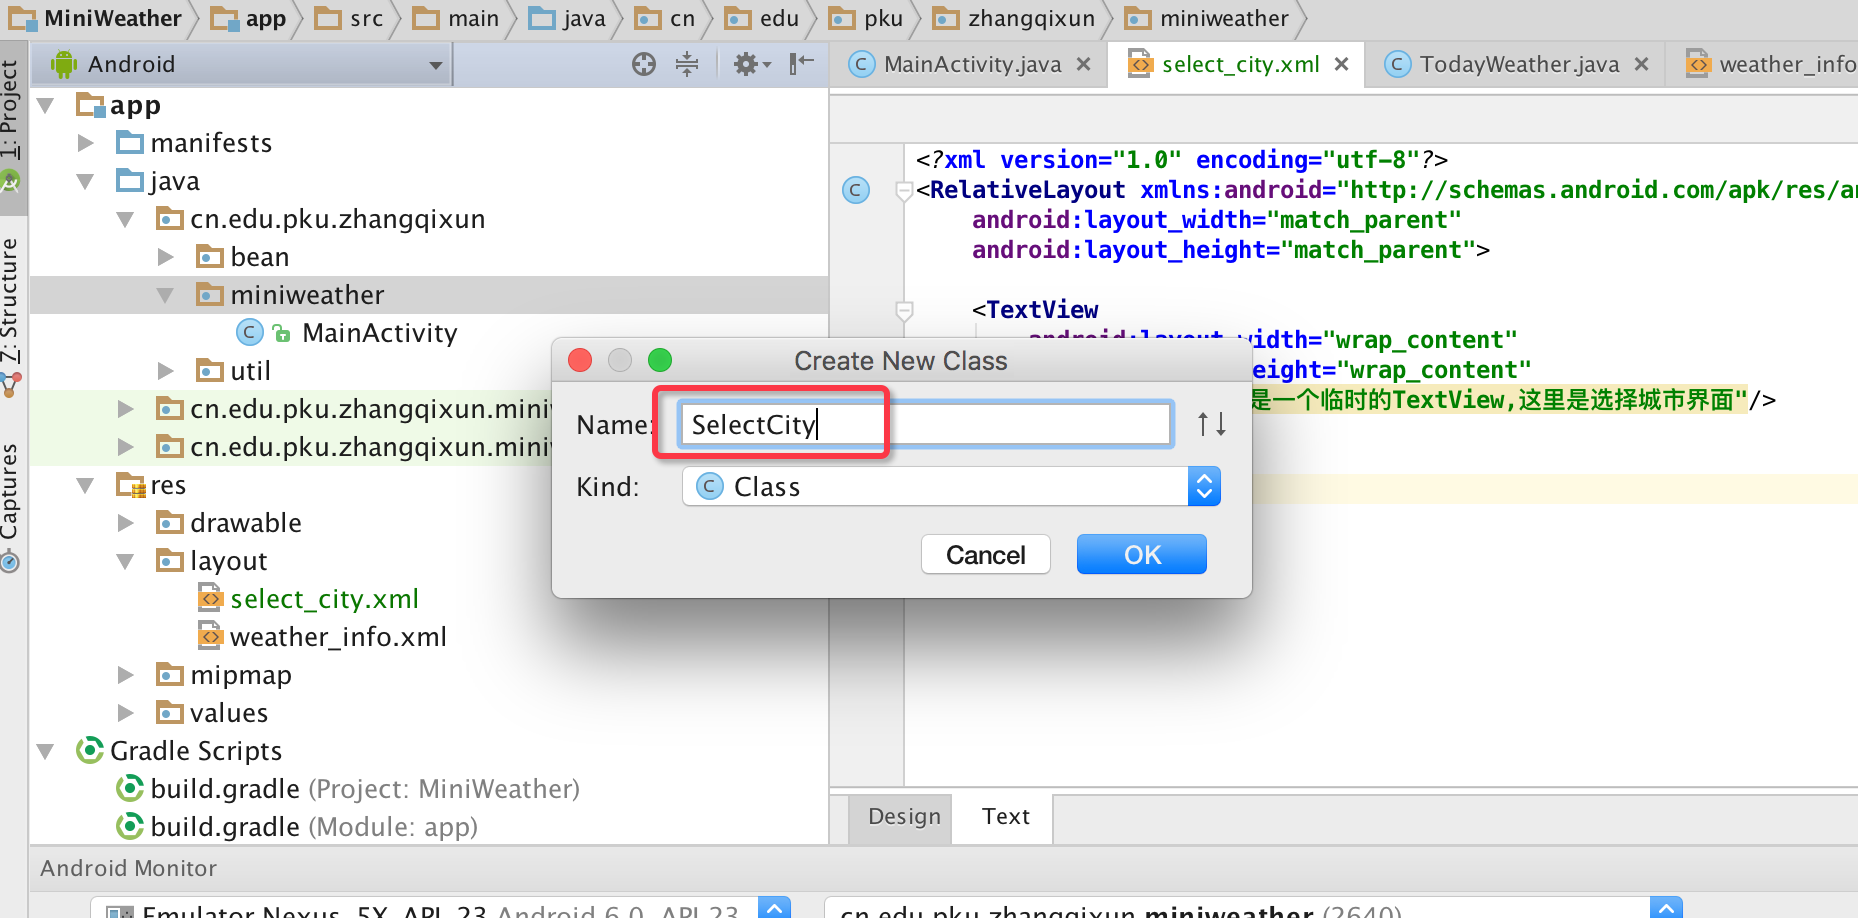 MiniWeather app src main java cn edu pku zhangqixun miniweather
Android
MainActivity.java select_city.xml TodayWeather.java weather_info
1: Project
7: Structure
Captures
app
manifests
java
cn.edu.pku.zhangqixun
bean
miniweather
MainActivity
util
cn.edu.pku.zhangqixun.mini
cn.edu.pku.zhangqixun.mini
res
drawable
layout
select_city.xml
weather_info.xml
mipmap
values
Gradle Scripts
build.gradle (Project: MiniWeather)
build.gradle (Module: app)
<?xml version="1.0" encoding="utf-8"?>
<RelativeLayout xmlns:android="http://schemas.android.com/apk/res/an
android:layout_width="match_parent"
android:layout_height="match_parent">
<TextView
android:layout_width="wrap_content"
eight="wrap_content"
是一个临时的TextView,这里是选择城市界面"/>
Create New Class
Name: SelectCity
Kind: Class
Cancel OK
Design Text
Android Monitor
Emulator Nexus_5X_API_23 Android 6.0, API 23
cn.edu.pku.zhangqixun.miniweather (2640)